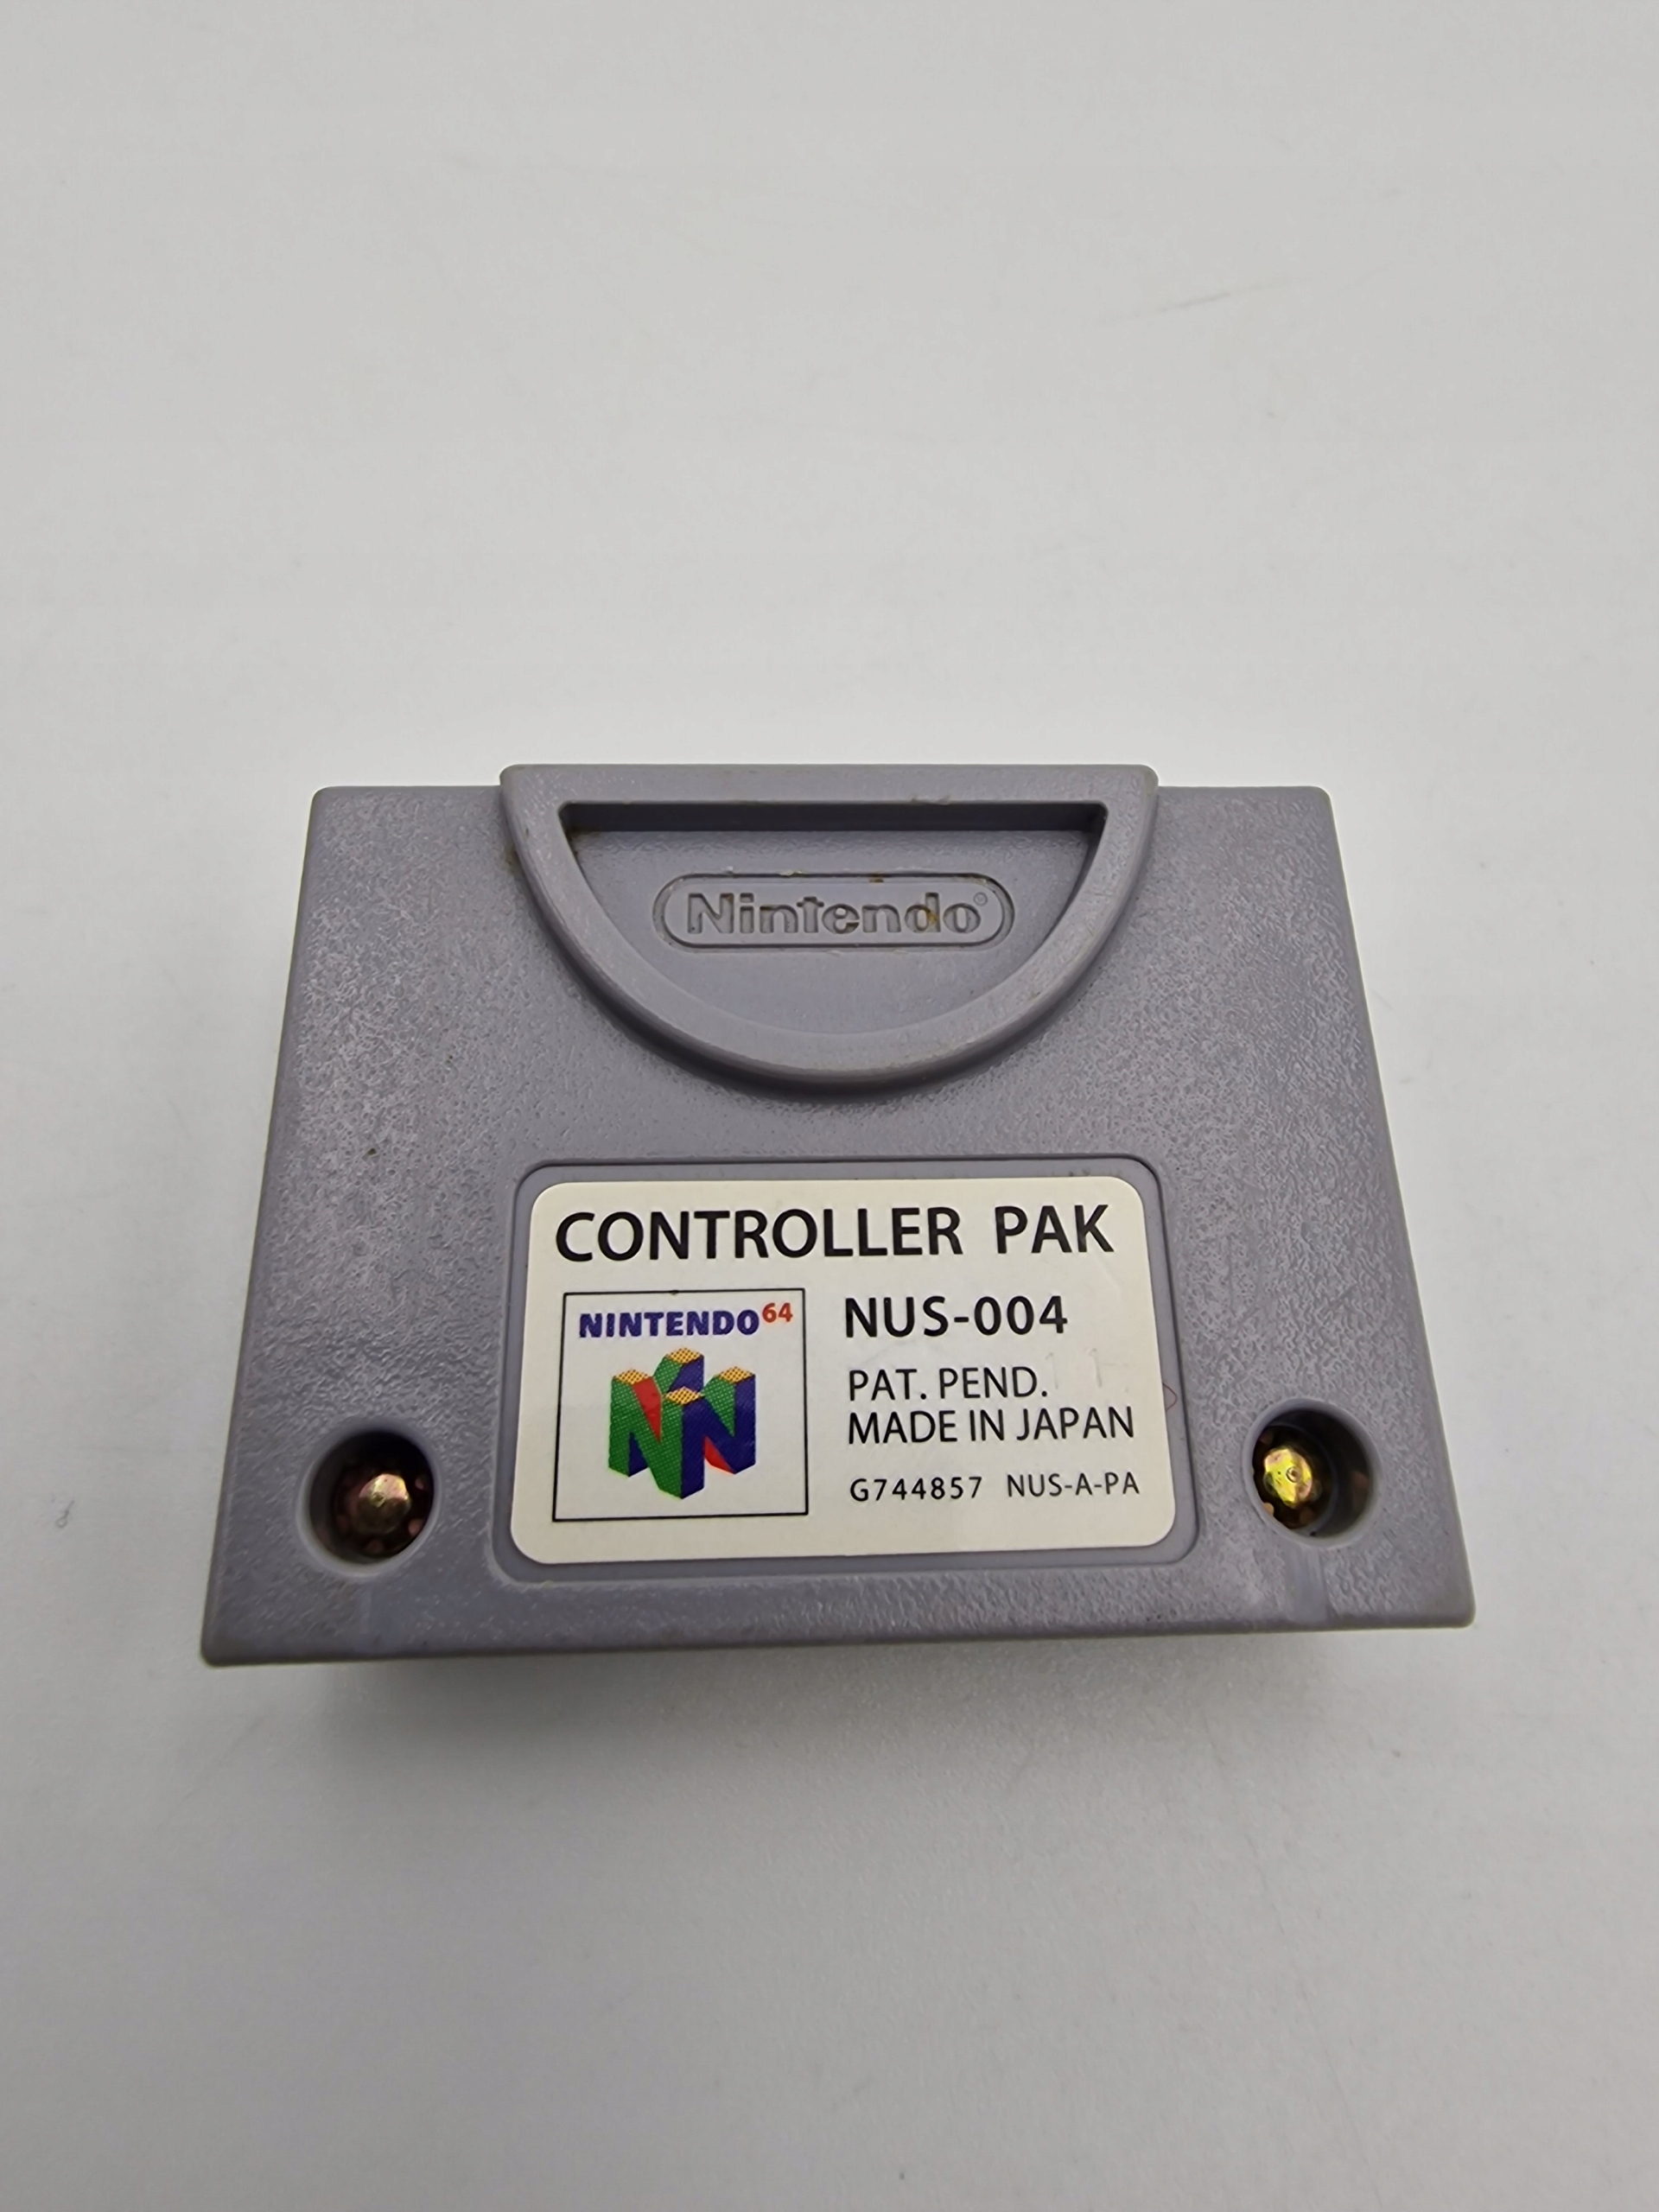 Nintendo®
CONTROLLER PAK
NINTENDO64
NUS-004
PAT. PEND.
MADE IN JAPAN
G744857 NUS-A-PA